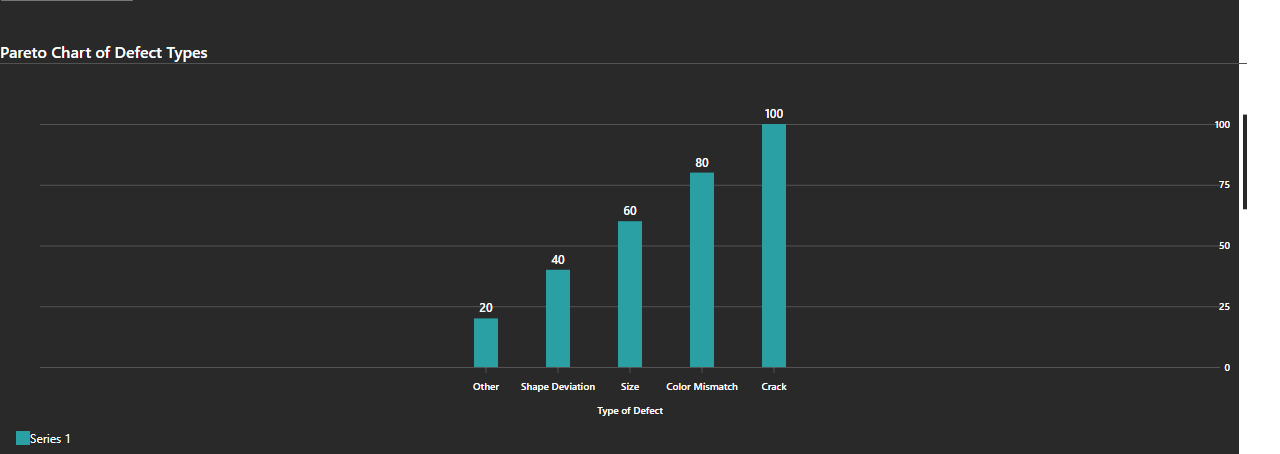 Pareto Chart of Defect Types
100
100
80
75
60
50
40
25
20
0
Other Shape Deviation Size Color Mismatch Crack
Type of Defect
Series 1